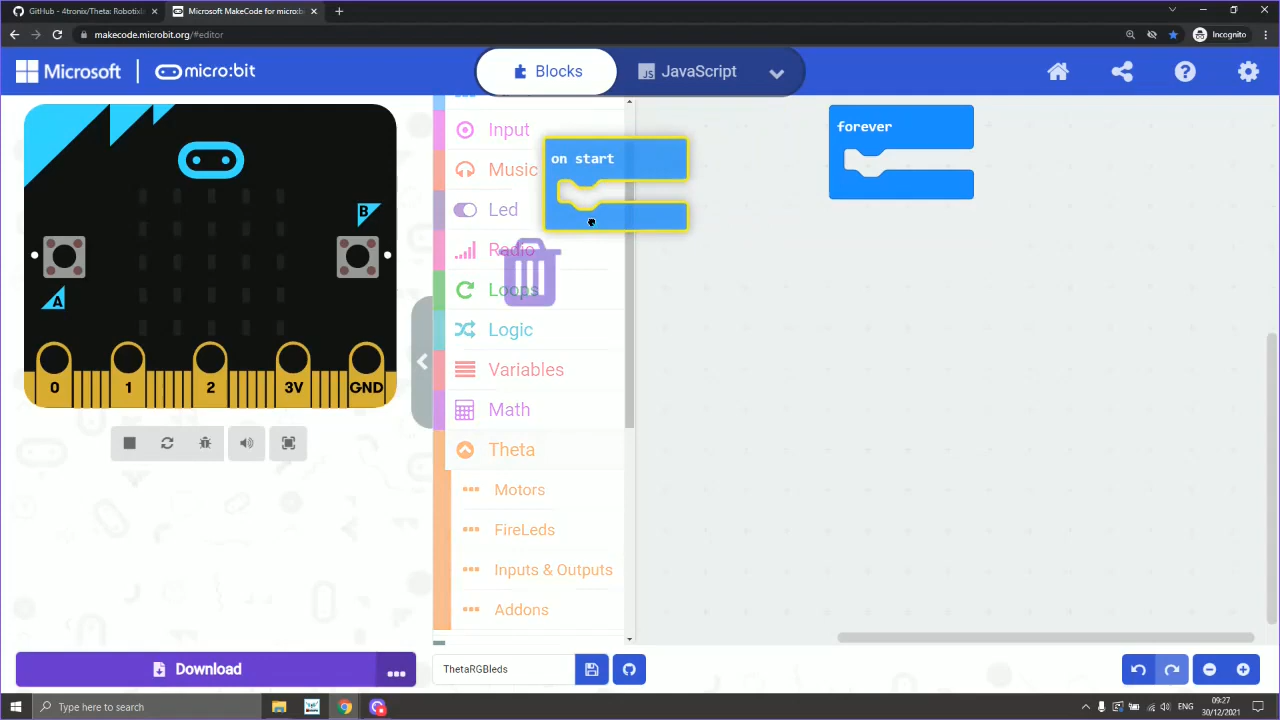 GitHub - 4tronix/Theta: Robotixla
Microsoft MakeCode for micro:b
makecode.microbit.org/#editor
Incognito
Microsoft
micro:bit
Blocks
JavaScript
B
A
0
1
2
3V
GND
Input
Music
Led
Radio
Loops
Logic
Variables
Math
Theta
Motors
FireLeds
Inputs & Outputs
Addons
on start
forever
Download
ThetaRGBleds
Type here to search
ENG
09:27
30/12/2021